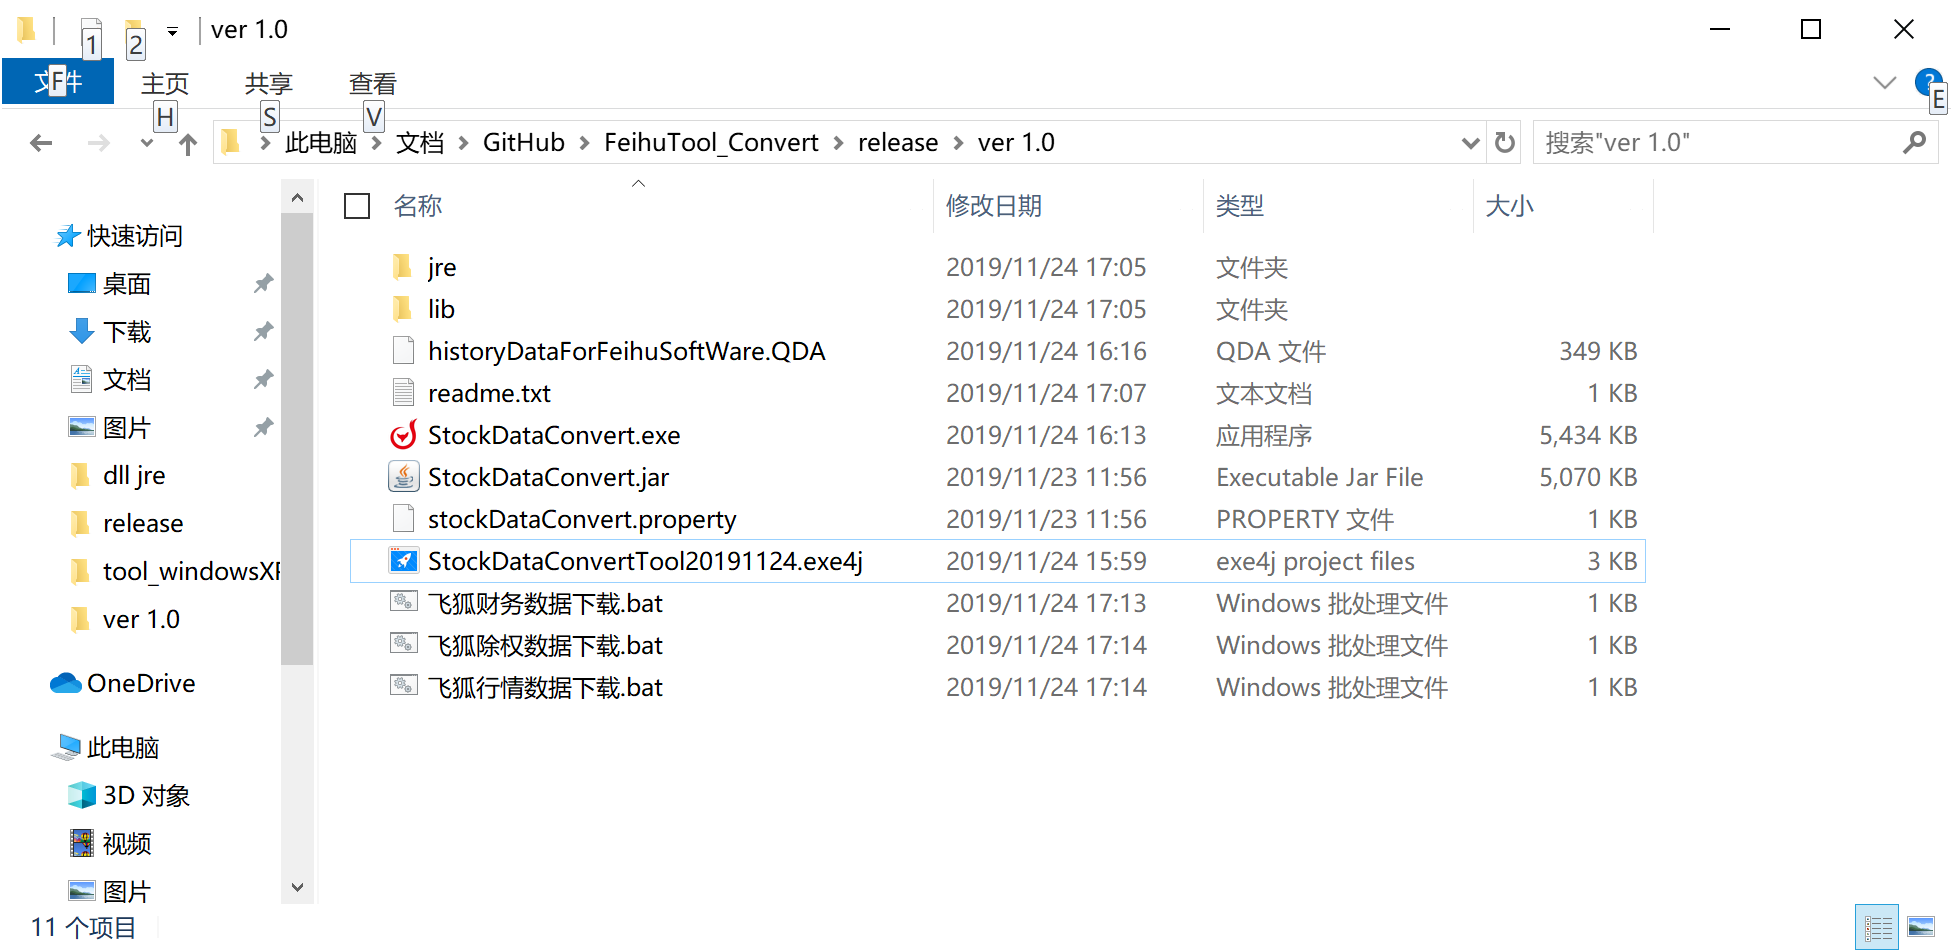 1 2 ver 1.0
文件 F 主页 共享 查看
H S V E
此电脑 文档 GitHub FeihuTool_Convert release ver 1.0 搜索"ver 1.0"
名称 修改日期 类型 大小
快速访问
桌面
下载
文档
图片
dll jre
release
tool_windowsXP
ver 1.0
OneDrive
此电脑
3D 对象
视频
图片
jre 2019/11/24 17:05 文件夹
lib 2019/11/24 17:05 文件夹
historyDataForFeihuSoftWare.QDA 2019/11/24 16:16 QDA 文件 349 KB
readme.txt 2019/11/24 17:07 文本文档 1 KB
StockDataConvert.exe 2019/11/24 16:13 应用程序 5,434 KB
StockDataConvert.jar 2019/11/23 11:56 Executable Jar File 5,070 KB
stockDataConvert.property 2019/11/23 11:56 PROPERTY 文件 1 KB
StockDataConvertTool20191124.exe4j 2019/11/24 15:59 exe4j project files 3 KB
飞狐财务数据下载.bat 2019/11/24 17:13 Windows 批处理文件 1 KB
飞狐除权数据下载.bat 2019/11/24 17:14 Windows 批处理文件 1 KB
飞狐行情数据下载.bat 2019/11/24 17:14 Windows 批处理文件 1 KB
11 个项目